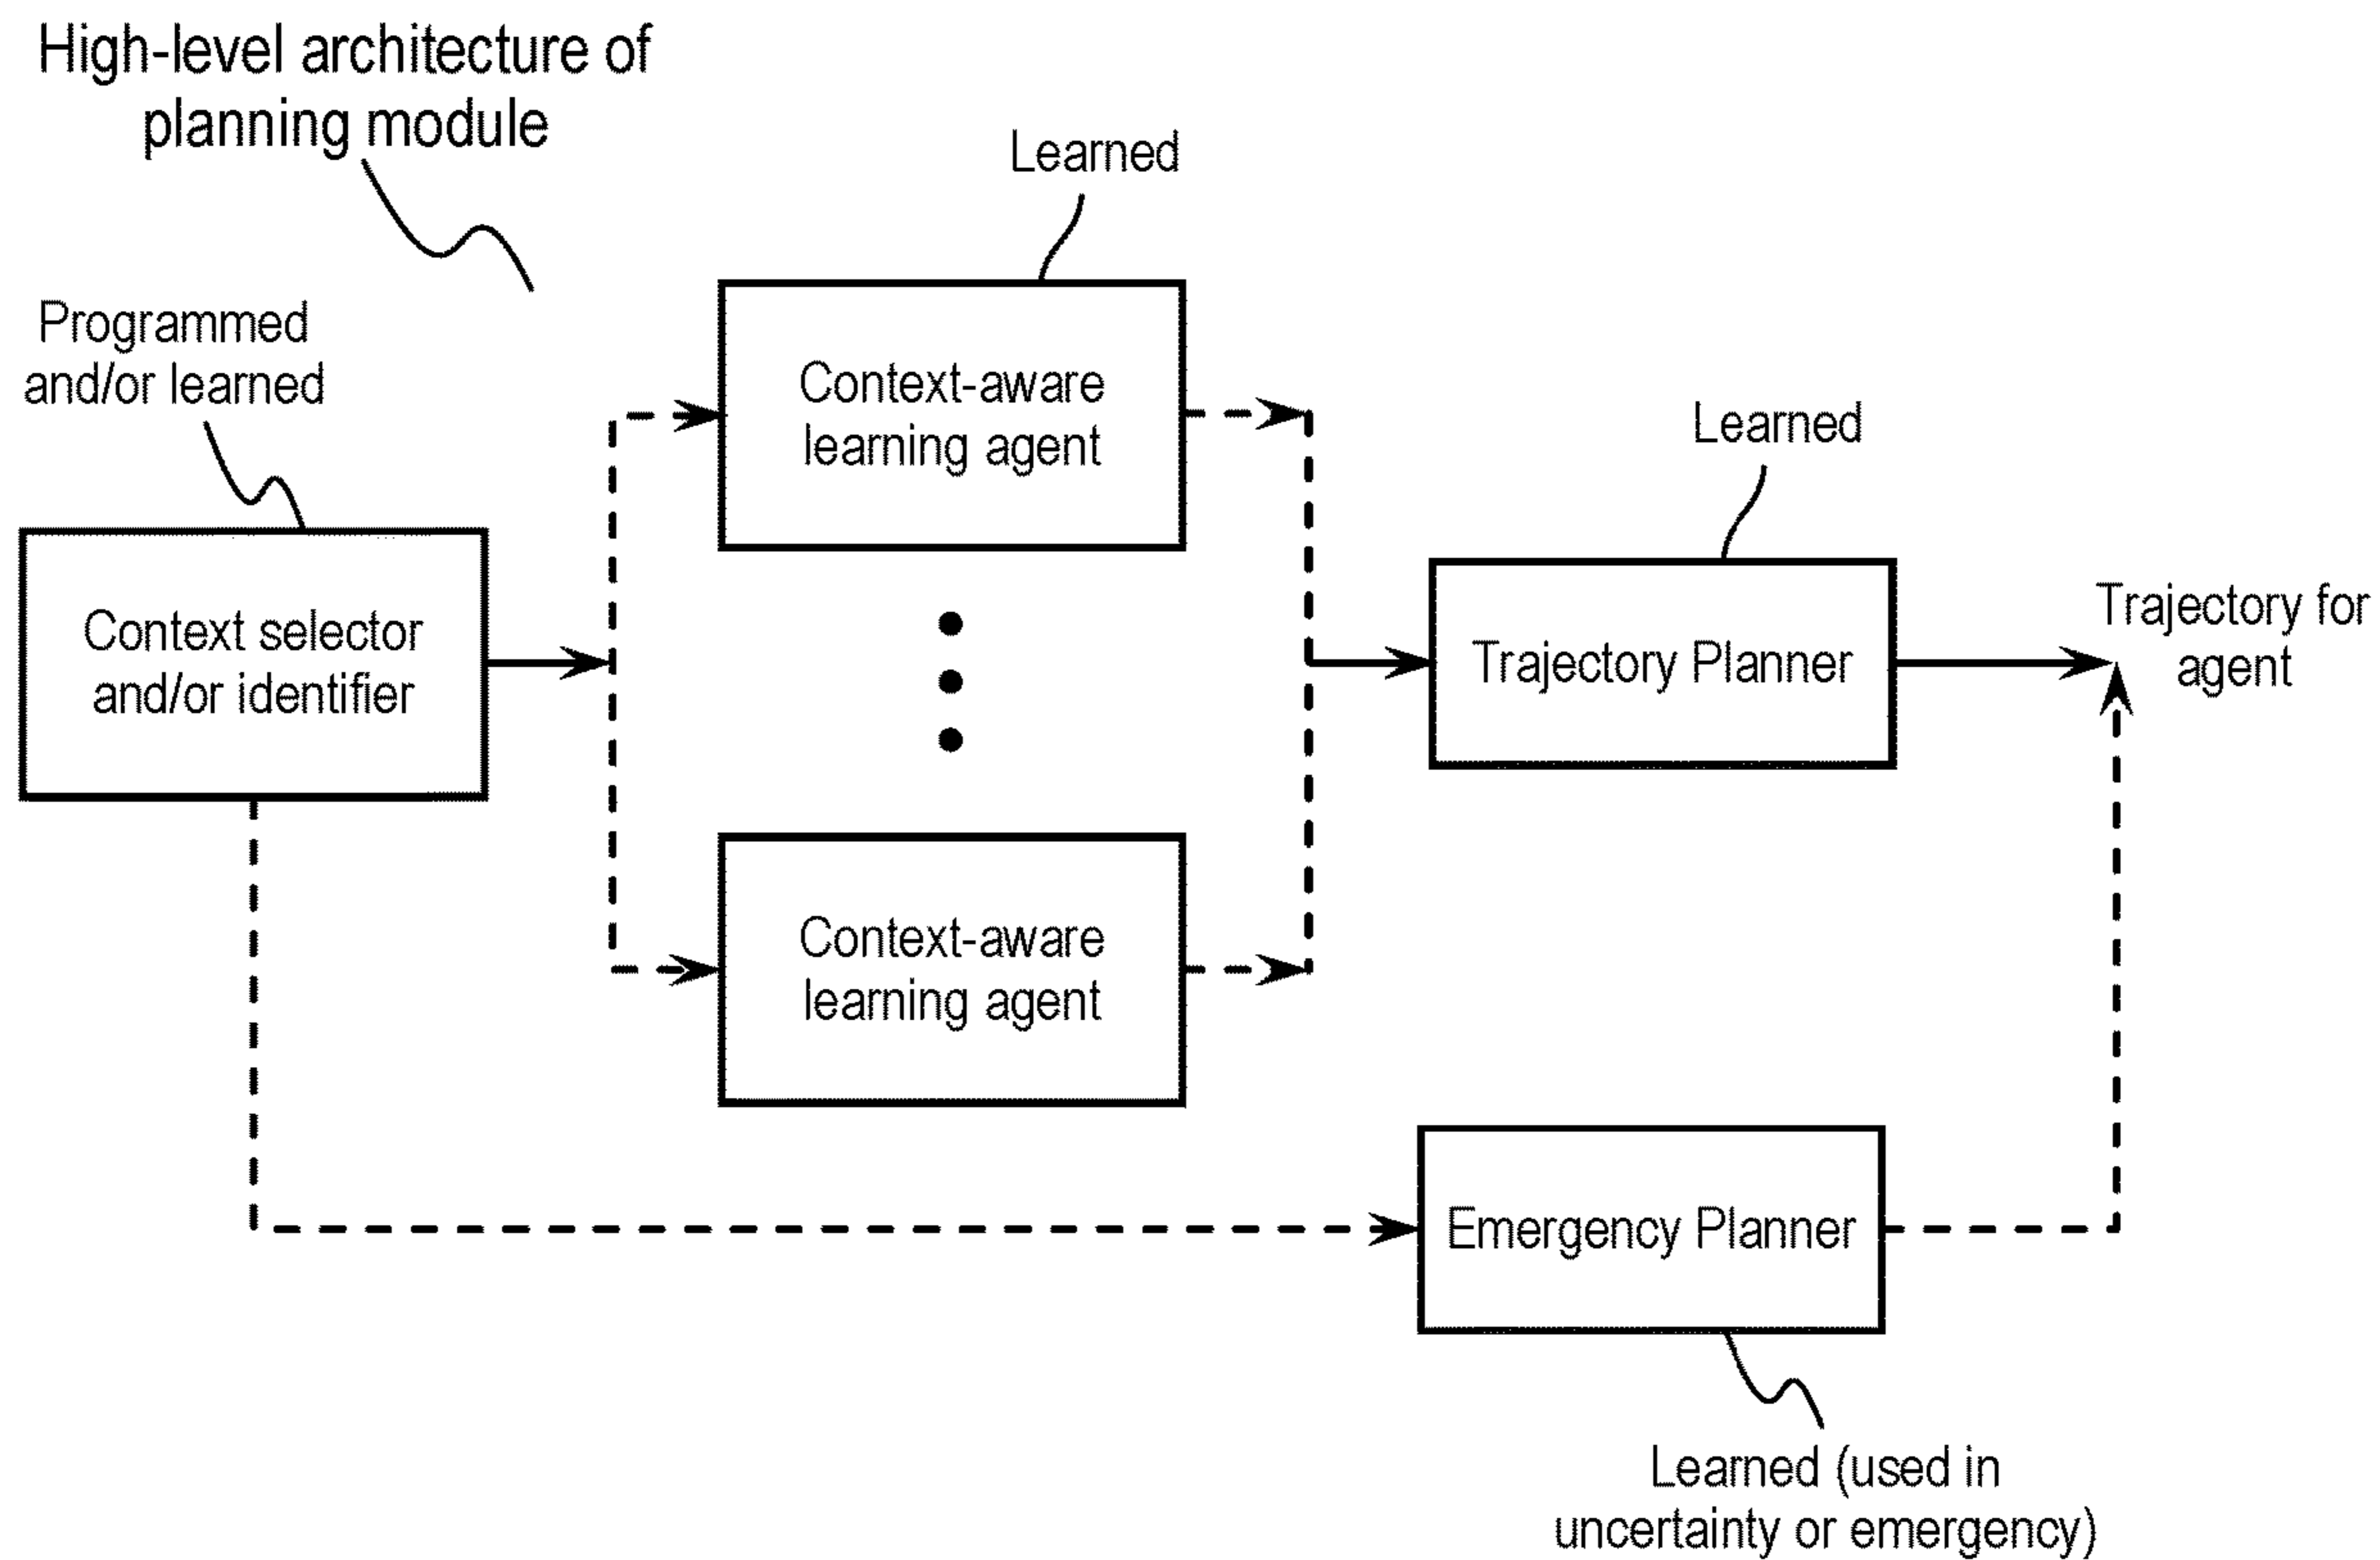 High-level architecture of
planning module
Learned
Programmed
and/or learned
Context-aware
learning agent
Learned
Context selector
and/or identifier
Trajectory Planner
Trajectory for
agent
Context-aware
learning agent
Emergency Planner
Learned (used in
uncertainty or emergency)